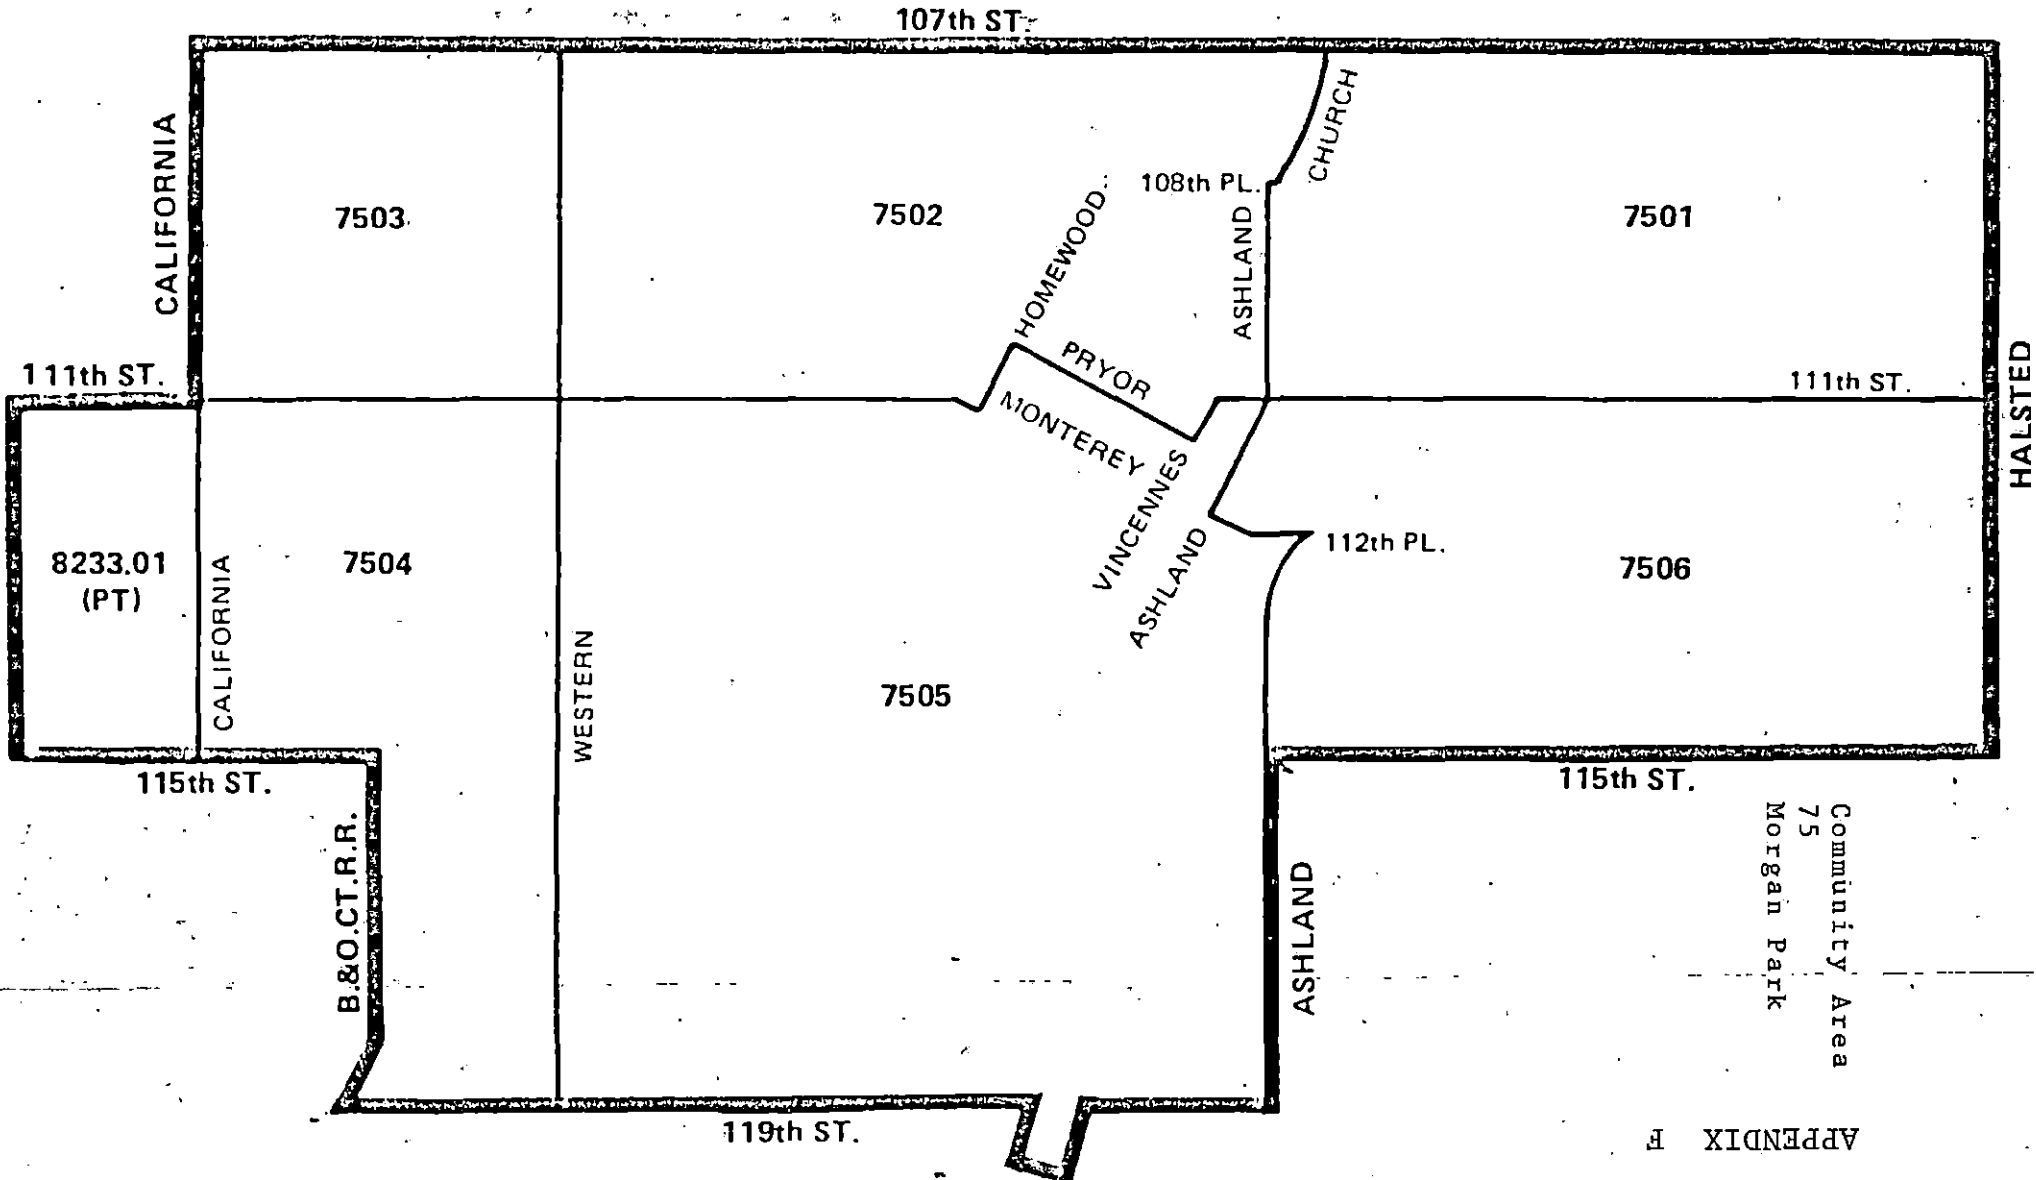 107th ST.
CALIFORNIA
CHURCH
108th PL.
HOMEWOOD
ASHLAND
7503
7502
7501
PRYOR
MONTEREY
111th ST.
111th ST.
HALSTED
VINCENNES
ASHLAND
112th PL.
8233.01
(PT)
CALIFORNIA
7504
WESTERN
7505
7506
115th ST.
115th ST.
B.&O.CT.R.R.
ASHLAND
119th ST.
Community Area
75
Morgan Park
APPENDIX F